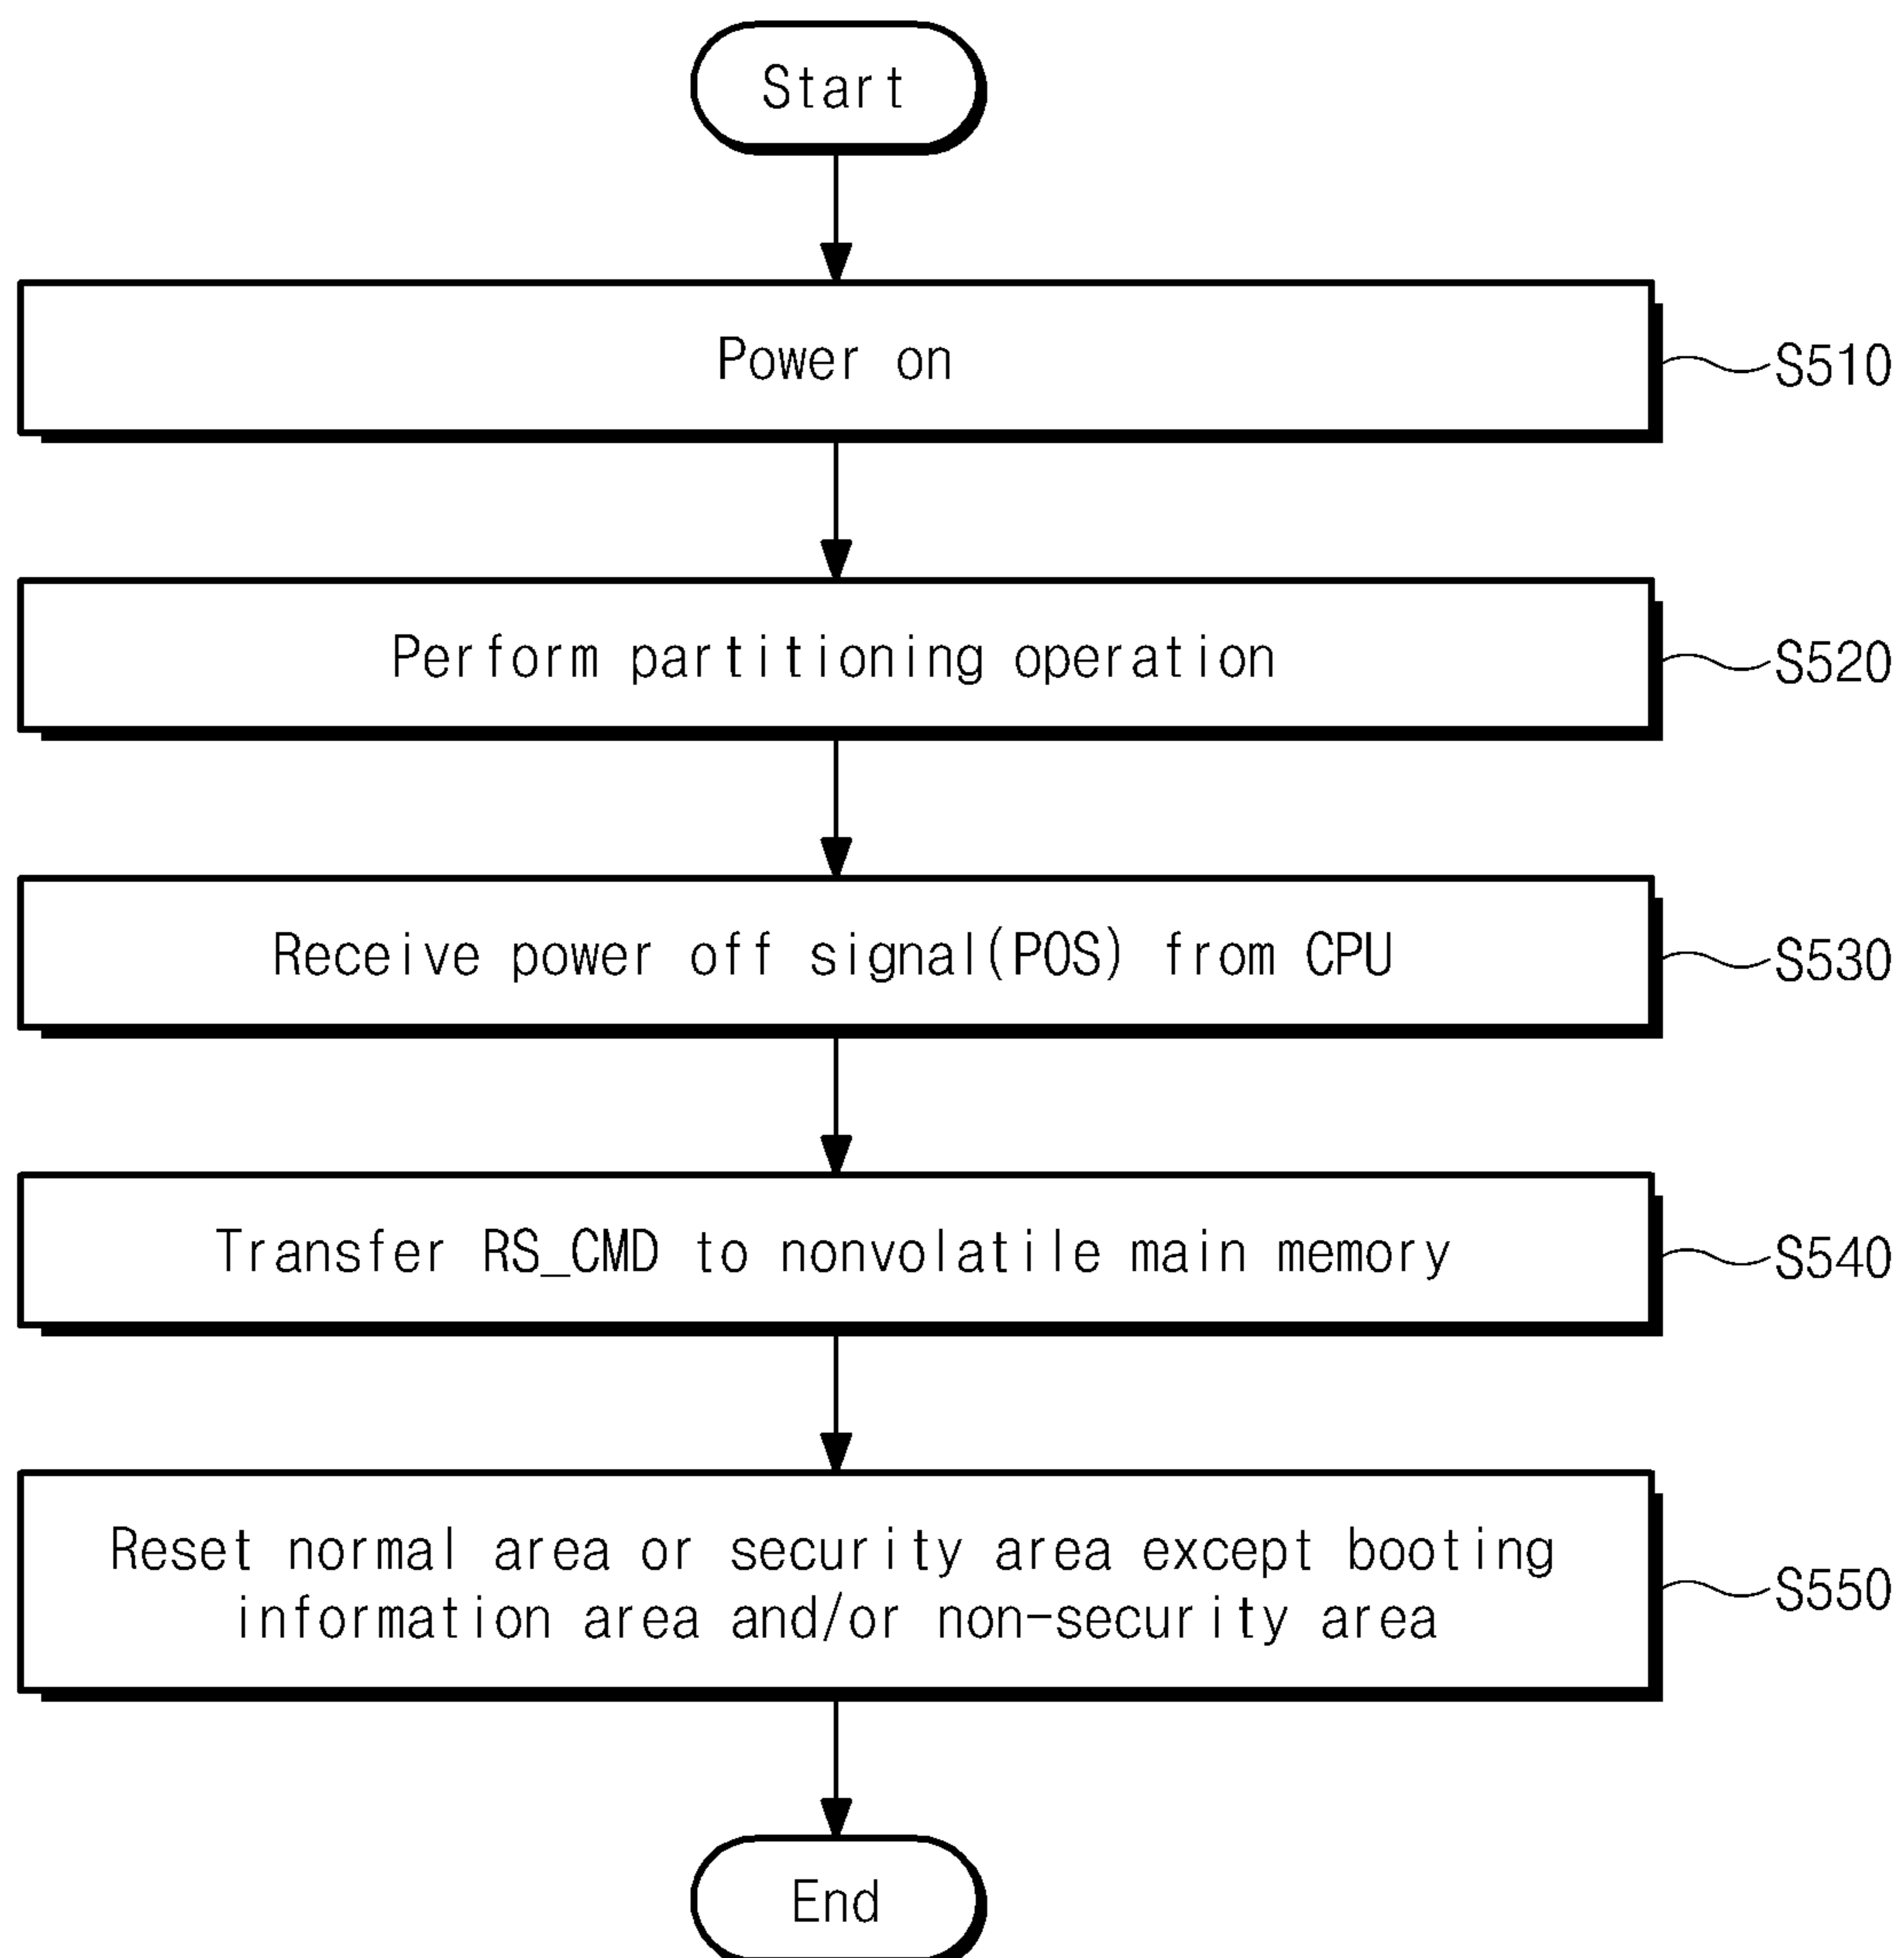 Start
Power on
S510
Perform partitioning operation
S520
Receive power off signal(POS) from CPU
S530
Transfer RS_CMD to nonvolatile main memory
S540
Reset normal area or security area except booting
information area and/or non-security area
S550
End